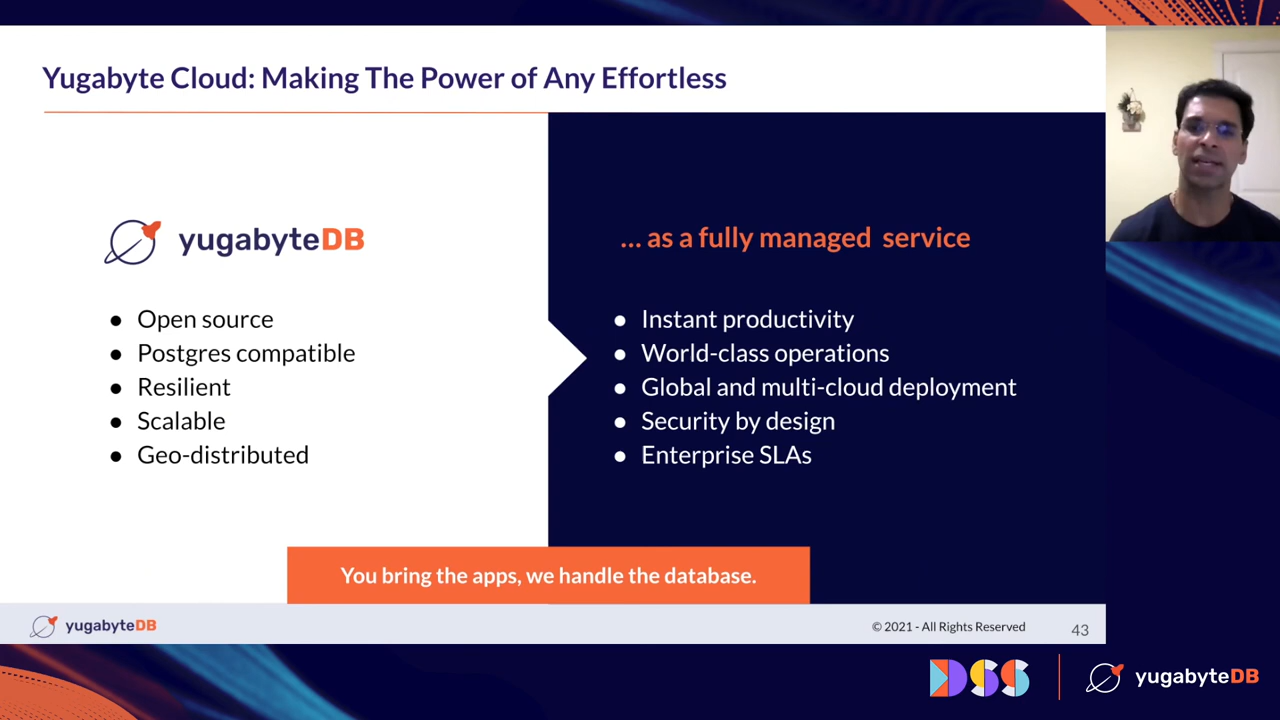 Yugabyte Cloud: Making The Power of Any Effortless
yugabyteDB
● Open source
● Postgres compatible
● Resilient
● Scalable
● Geo-distributed
... as a fully managed service
● Instant productivity
● World-class operations
● Global and multi-cloud deployment
● Security by design
● Enterprise SLAs
You bring the apps, we handle the database.
yugabyteDB
© 2021 - All Rights Reserved
43
DSS
yugabyteDB